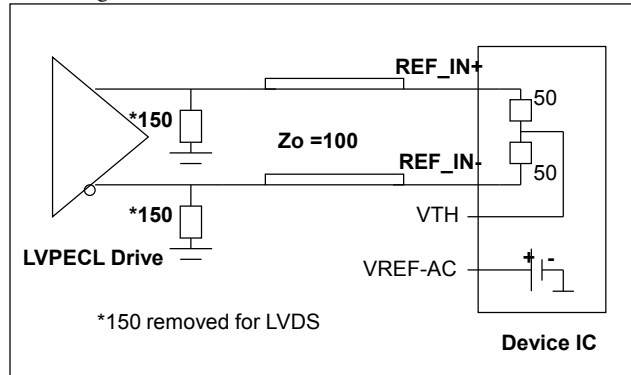 REF_IN+
50
*150
Zo =100
REF_IN-
*150
50
VTH
LVPECL Drive
VREF-AC
+ -
*150 removed for LVDS
Device IC